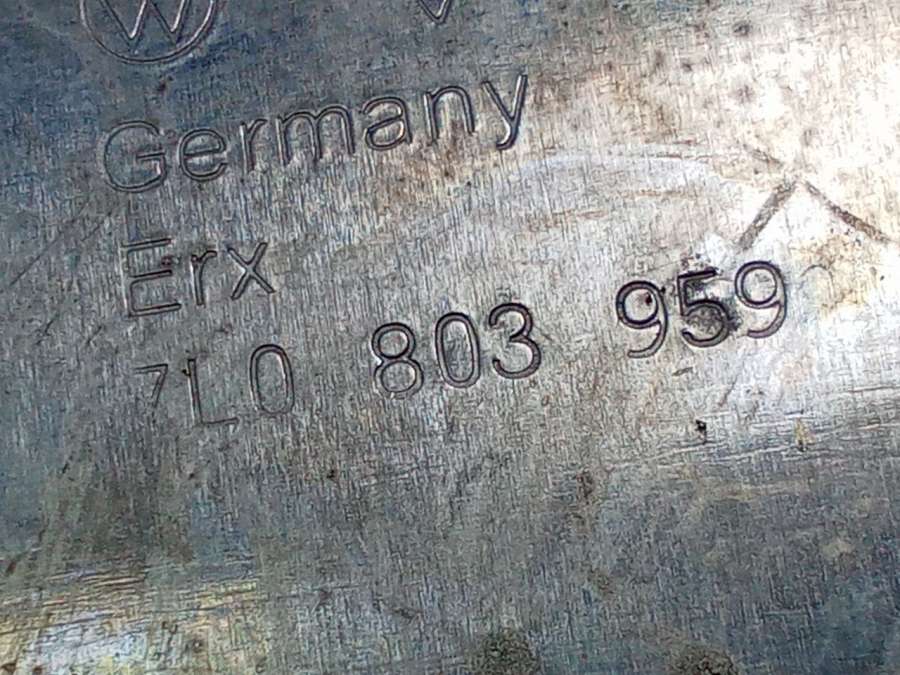 Germany
Erx
7L0 803 959